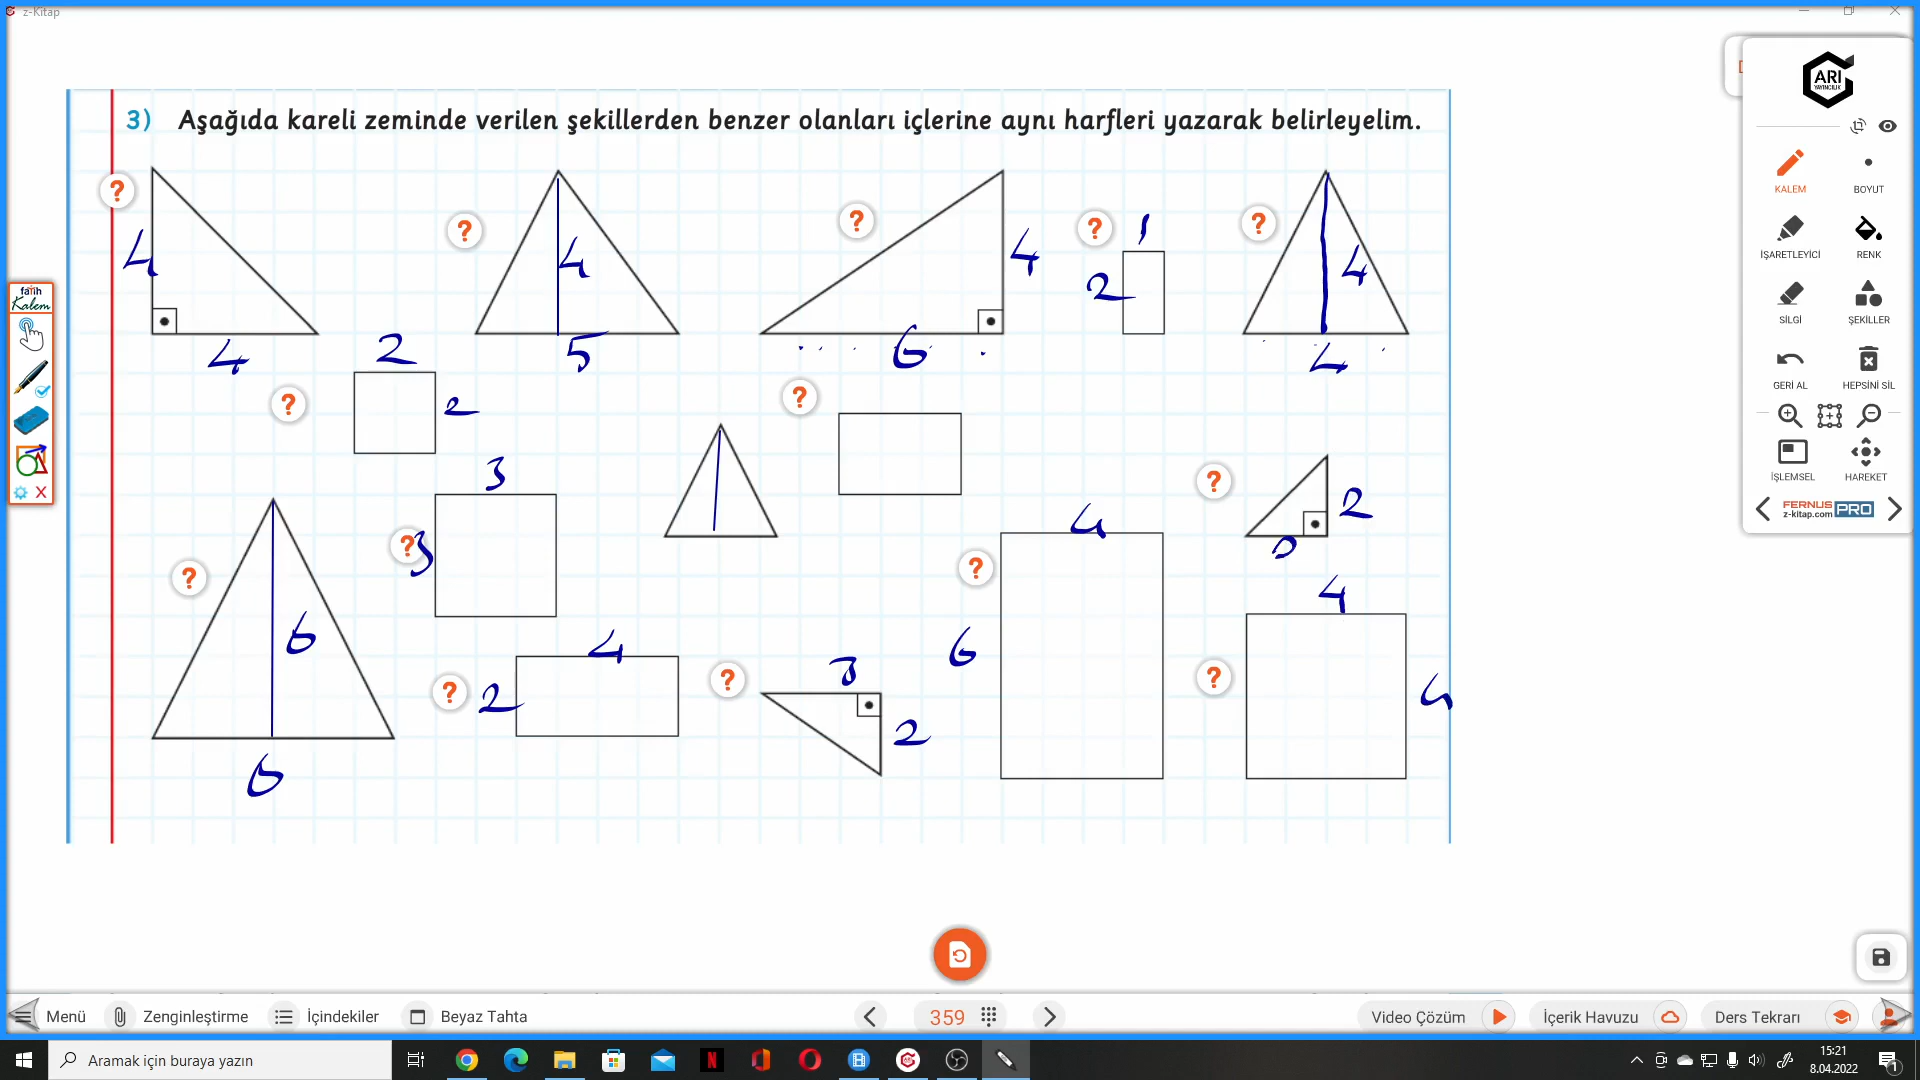 z-Kitap
3) Aşağıda kareli zeminde verilen şekillerden benzer olanları içlerine aynı harfleri yazarak belirleyelim.
? ? ? ? ?
4 4 4 1 2 4
4 5 6 4
? 2 2 ?
? 3 3
? 2
? 6 6
? 2 4
? 3 2
? 4 6
? 4 4
ARI
YAYINCILIK
KALEM BOYUT
İŞARETLEYİCİ RENK
SİLGİ ŞEKİLLER
GERİ AL HEPSİNİ SİL
İŞLEMSEL HAREKET
FERNUS
z-kitap.com PRO
fatih
Kalem
Menü Zenginleştirme İçindekiler Beyaz Tahta 359 Video Çözüm İçerik Havuzu Ders Tekrarı
Aramak için buraya yazın
15:21
8.04.2022
1